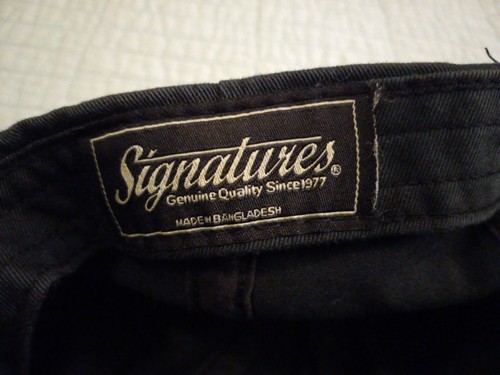 Signatures®
Genuine Quality Since 1977
MADE IN BANGLADESH